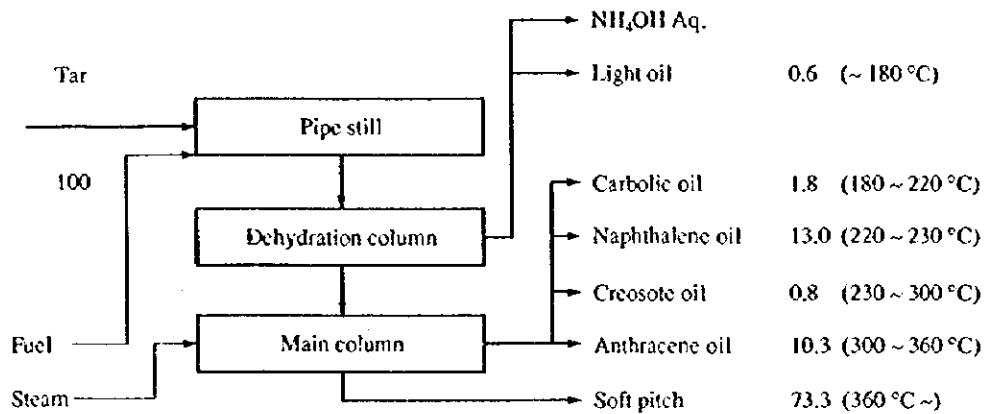 NH₄OH Aq.
Light oil 0.6 (~ 180 °C)
Tar
Pipe still
100
Carbolic oil 1.8 (180 ~ 220 °C)
Dehydration column
Naphthalene oil 13.0 (220 ~ 230 °C)
Creosote oil 0.8 (230 ~ 300 °C)
Fuel
Main column
Anthracene oil 10.3 (300 ~ 360 °C)
Steam
Soft pitch 73.3 (360 °C ~)